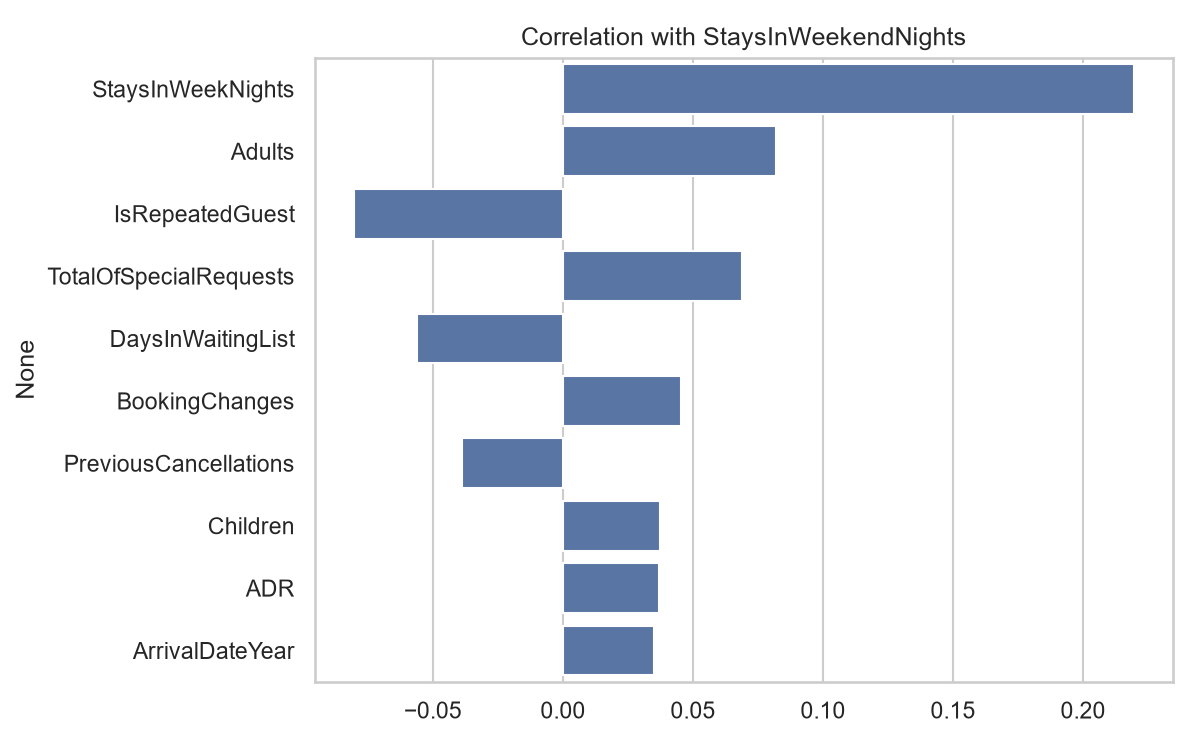 Correlation with StaysInWeekendNights
StaysInWeekNights
Adults
IsRepeatedGuest
TotalOfSpecialRequests
DaysInWaitingList
BookingChanges
PreviousCancellations
Children
ADR
ArrivalDateYear
None
−0.05 0.00 0.05 0.10 0.15 0.20